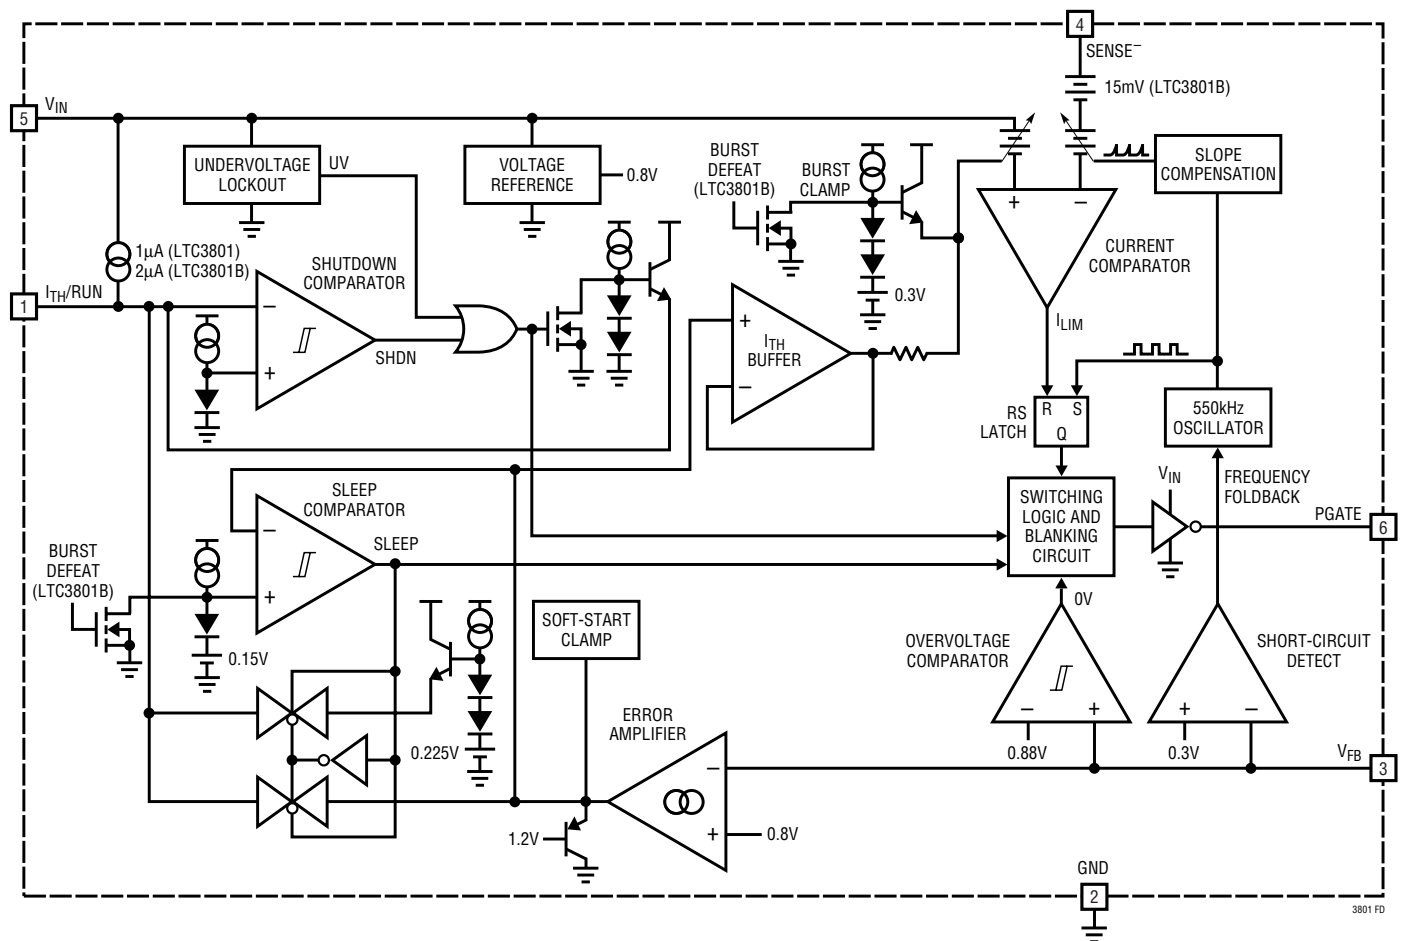 4
SENSE–
15mV (LTC3801B)
5
VIN
UNDERVOLTAGE
LOCKOUT
UV
VOLTAGE
REFERENCE
0.8V
BURST
DEFEAT
(LTC3801B)
BURST
CLAMP
SLOPE
COMPENSATION
+
–
CURRENT
COMPARATOR
1µA (LTC3801)
2µA (LTC3801B)
SHUTDOWN
COMPARATOR
1
ITH/RUN
–
+
SHDN
0.3V
+
–
ITH
BUFFER
ILIM
RS
LATCH
R
S
Q
550kHz
OSCILLATOR
FREQUENCY
FOLDBACK
SLEEP
COMPARATOR
–
+
SLEEP
BURST
DEFEAT
(LTC3801B)
0.15V
SWITCHING
LOGIC AND
BLANKING
CIRCUIT
VIN
PGATE
6
0V
SOFT-START
CLAMP
OVERVOLTAGE
COMPARATOR
SHORT-CIRCUIT
DETECT
–
+
+
–
0.88V
0.3V
0.225V
ERROR
AMPLIFIER
–
+
VFB
3
1.2V
0.8V
GND
2
3801 FD